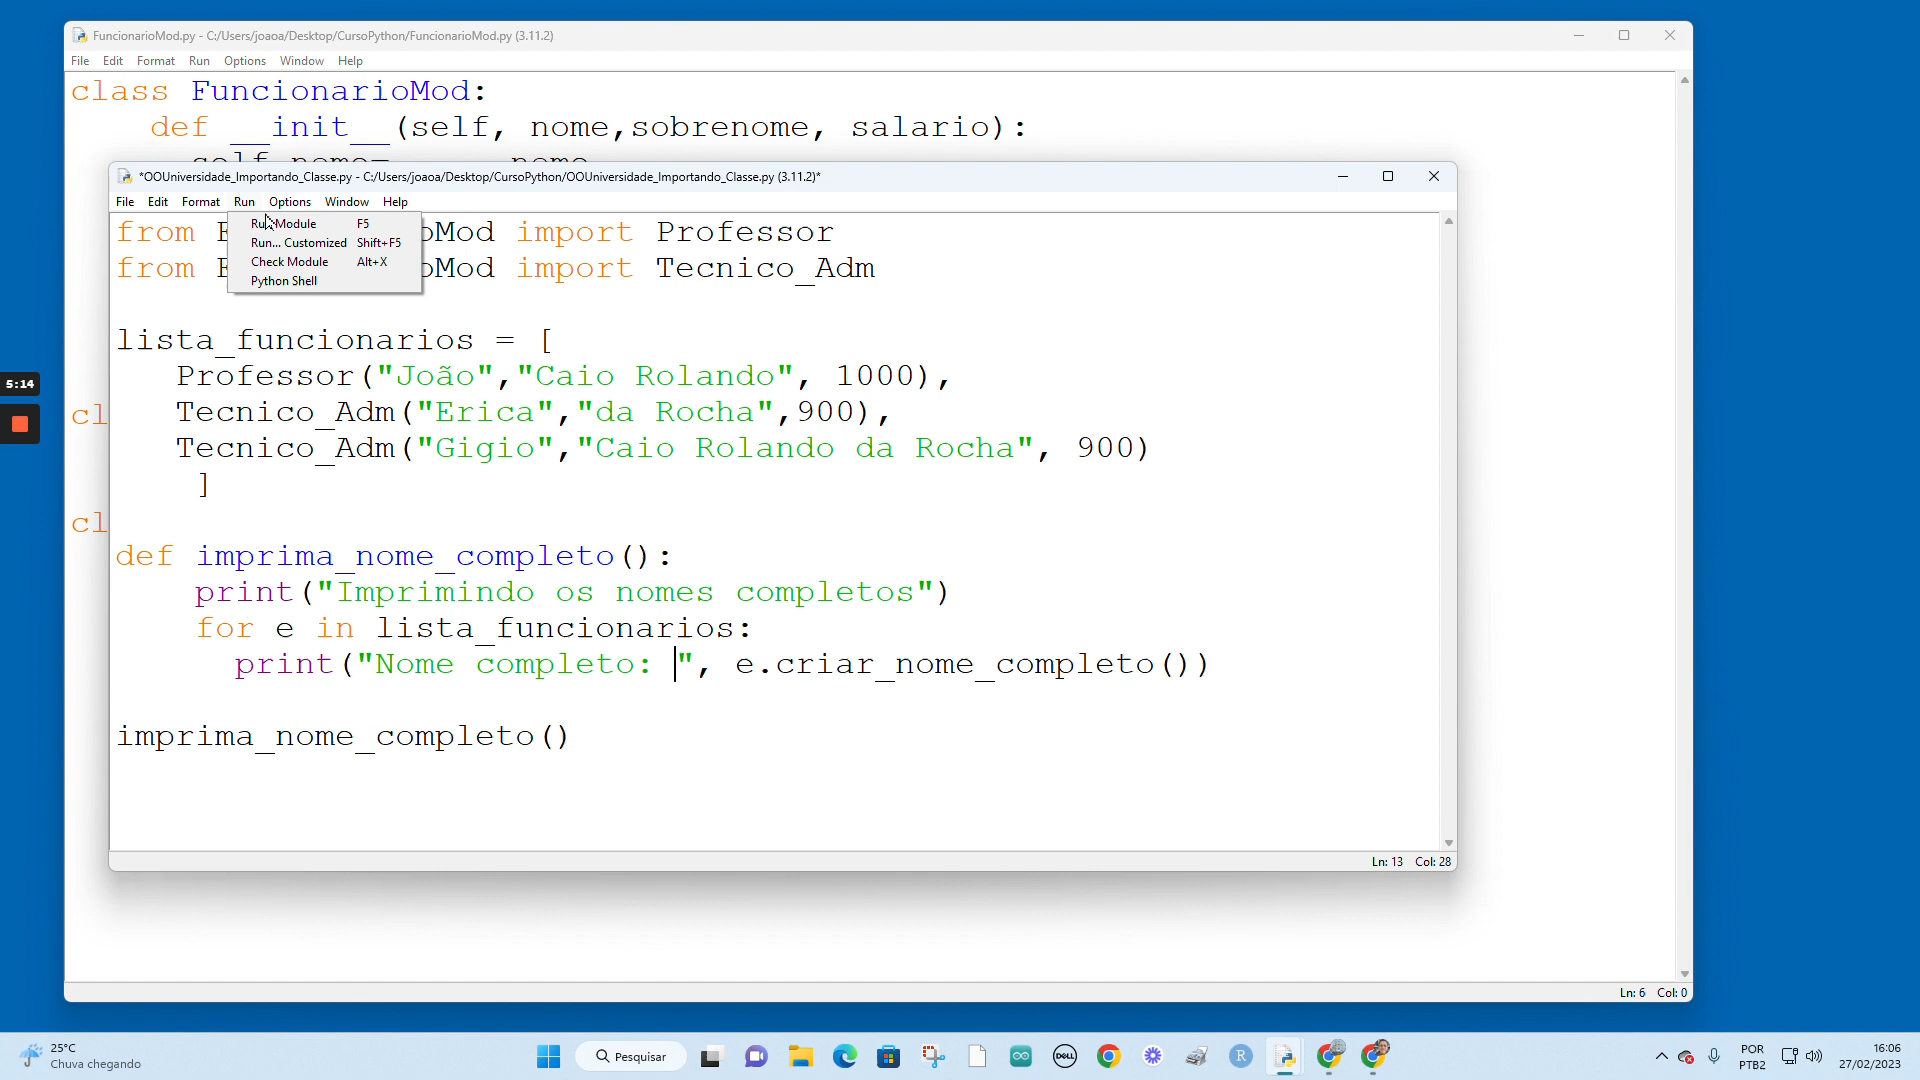 FuncionarioMod.py - C:/Users/joaoa/Desktop/CursoPython/FuncionarioMod.py (3.11.2)
File Edit Format Run Options Window Help
class FuncionarioMod:
def __init__(self, nome,sobrenome, salario):
*OOUniversidade_Importando_Classe.py - C:/Users/joaoa/Desktop/CursoPython/OOUniversidade_Importando_Classe.py (3.11.2)*
File Edit Format Run Options Window Help
Run Module F5
Run... Customized Shift+F5
Check Module Alt+X
Python Shell
from oMod import Professor
from oMod import Tecnico_Adm
lista_funcionarios = [
Professor("João","Caio Rolando", 1000),
Tecnico_Adm("Erica","da Rocha",900),
Tecnico_Adm("Gigio","Caio Rolando da Rocha", 900)
]
def imprima_nome_completo():
print("Imprimindo os nomes completos")
for e in lista_funcionarios:
print("Nome completo: ", e.criar_nome_completo())
imprima_nome_completo()
Ln: 13 Col: 28
5:14
cl
cl
Ln: 6 Col: 0
25°C
Chuva chegando
Pesquisar
DELL
R
POR
PTB2
16:06
27/02/2023